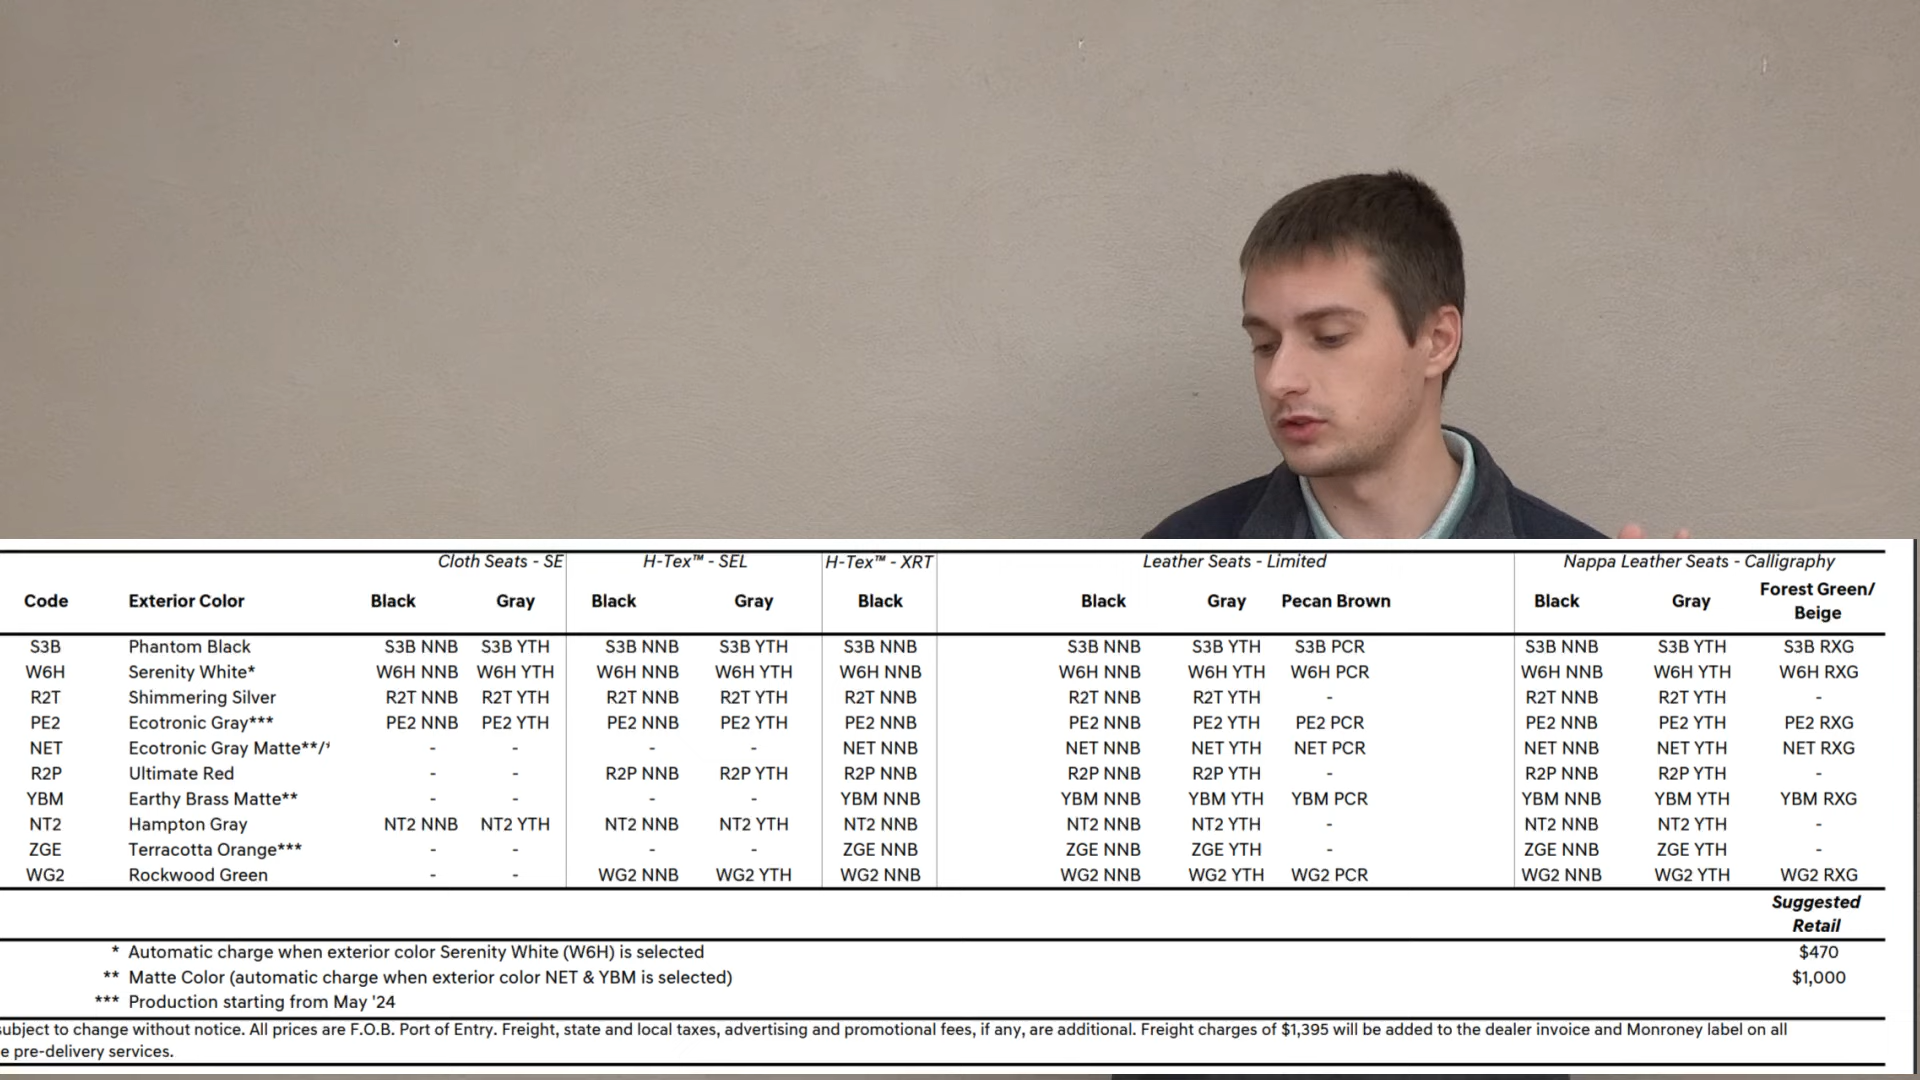 Cloth Seats - SE H-Tex™ - SEL H-Tex™ - XRT Leather Seats - Limited Nappa Leather Seats - Calligraphy
Code Exterior Color Black Gray Black Gray Black Black Gray Pecan Brown Black Gray Forest Green/
Beige
S3B Phantom Black S3B NNB S3B YTH S3B NNB S3B YTH S3B NNB S3B NNB S3B YTH S3B PCR S3B NNB S3B YTH S3B RXG
W6H Serenity White* W6H NNB W6H YTH W6H NNB W6H YTH W6H NNB W6H NNB W6H YTH W6H PCR W6H NNB W6H YTH W6H RXG
R2T Shimmering Silver R2T NNB R2T YTH R2T NNB R2T YTH R2T NNB R2T NNB R2T YTH - R2T NNB R2T YTH -
PE2 Ecotronic Gray*** PE2 NNB PE2 YTH PE2 NNB PE2 YTH PE2 NNB PE2 NNB PE2 YTH PE2 PCR PE2 NNB PE2 YTH PE2 RXG
NET Ecotronic Gray Matte**/* - - - - NET NNB NET NNB NET YTH NET PCR NET NNB NET YTH NET RXG
R2P Ultimate Red - - R2P NNB R2P YTH R2P NNB R2P NNB R2P YTH - R2P NNB R2P YTH -
YBM Earthy Brass Matte** - - - - YBM NNB YBM NNB YBM YTH YBM PCR YBM NNB YBM YTH YBM RXG
NT2 Hampton Gray NT2 NNB NT2 YTH NT2 NNB NT2 YTH NT2 NNB NT2 NNB NT2 YTH - NT2 NNB NT2 YTH -
ZGE Terracotta Orange*** - - - - ZGE NNB ZGE NNB ZGE YTH - ZGE NNB ZGE YTH -
WG2 Rockwood Green - - WG2 NNB WG2 YTH WG2 NNB WG2 NNB WG2 YTH WG2 PCR WG2 NNB WG2 YTH WG2 RXG
Suggested
Retail
* Automatic charge when exterior color Serenity White (W6H) is selected $470
** Matte Color (automatic charge when exterior color NET & YBM is selected) $1,000
*** Production starting from May '24
subject to change without notice. All prices are F.O.B. Port of Entry. Freight, state and local taxes, advertising and promotional fees, if any, are additional. Freight charges of $1,395 will be added to the dealer invoice and Monroney label on all
e pre-delivery services.